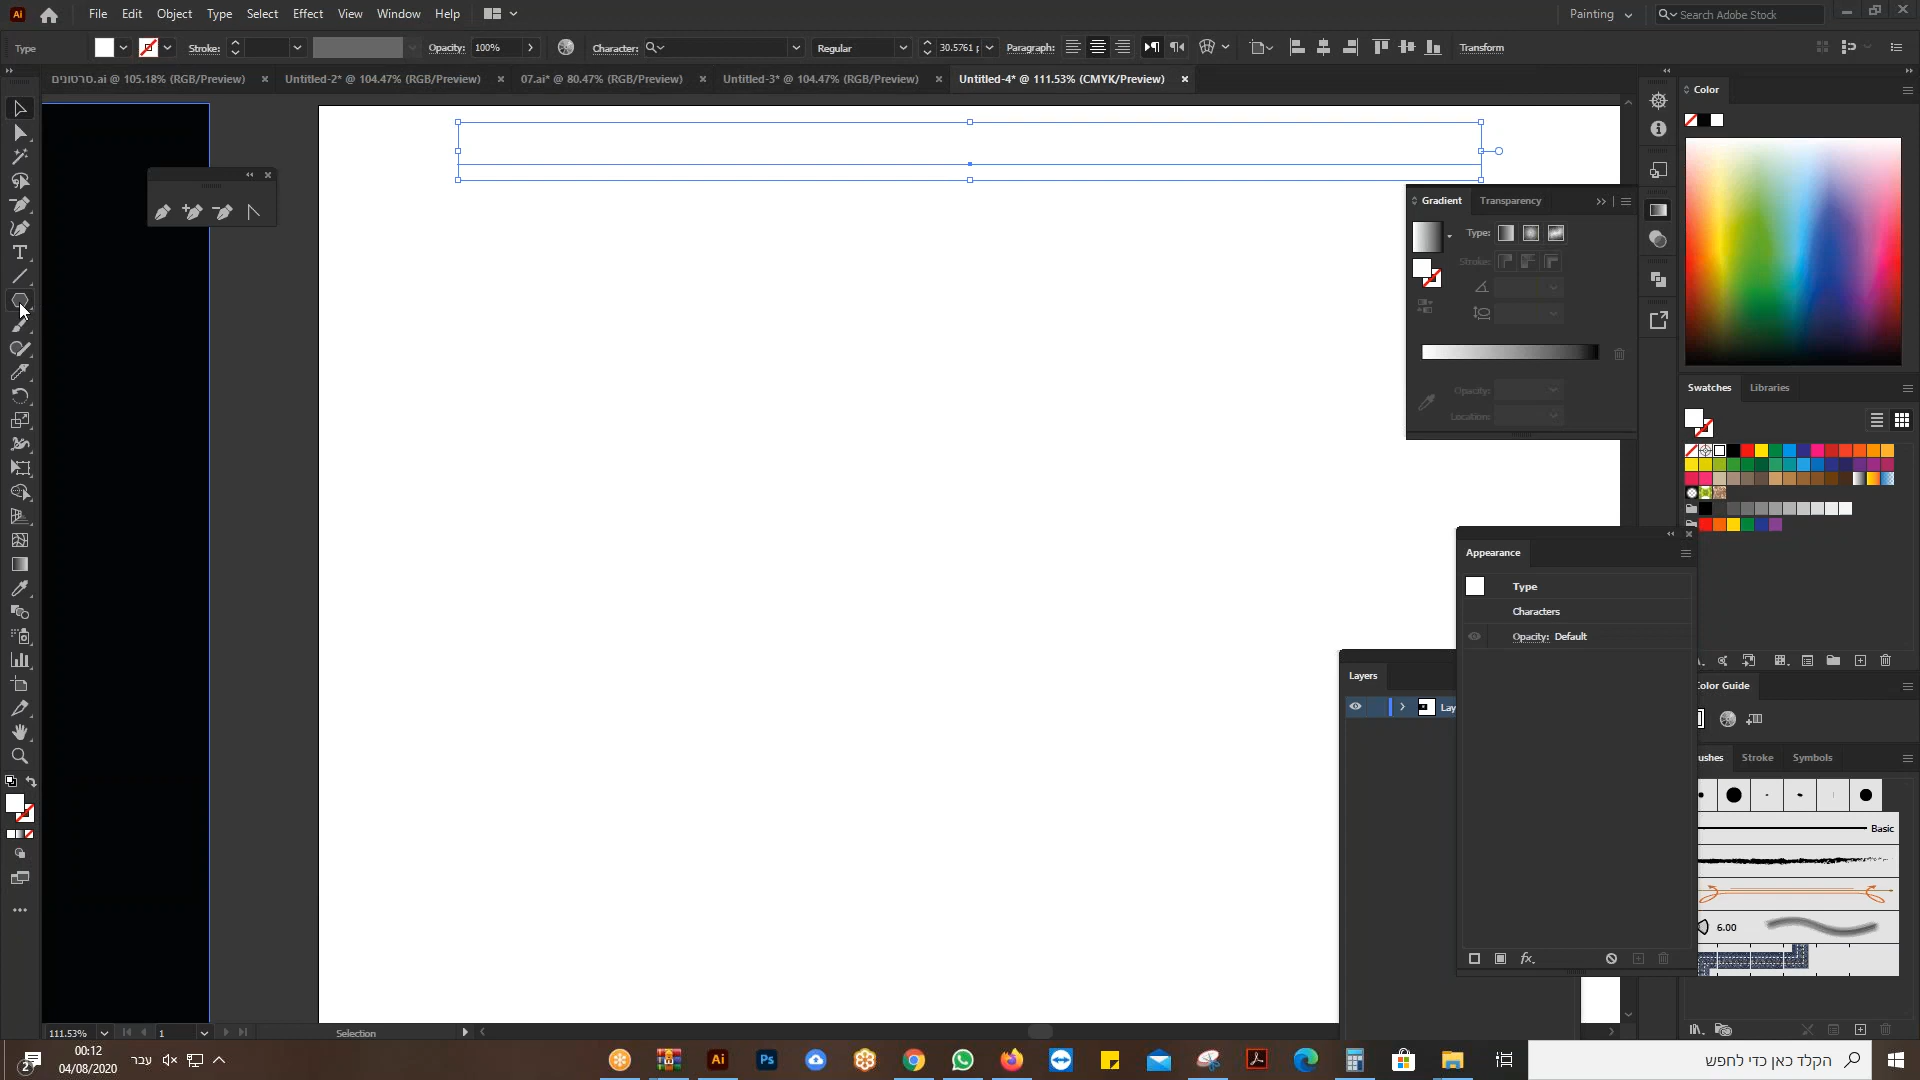 Ai File Edit Object Type Select Effect View Window Help Painting Search Adobe Stock
Type Stroke: Opacity: 100% Character: Regular 30.5761 p Paragraph: Transform
סרטונים.ai @ 105.18% (RGB/Preview) Untitled-2* @ 104.47% (RGB/Preview) 07.ai* @ 80.47% (RGB/Preview) Untitled-3* @ 104.47% (RGB/Preview) Untitled-4* @ 111.53% (CMYK/Preview)
Color
Gradient Transparency
Type:
Stroke:
Opacity:
Location:
Swatches Libraries
Appearance
Type
Characters
Opacity: Default
Layers
Lay
Color Guide
ushes Stroke Symbols
Basic
6.00
111.53% 1 Selection
00:12
04/08/2020
2
עבר
Ai Ps
הקלד כאן כדי לחפש